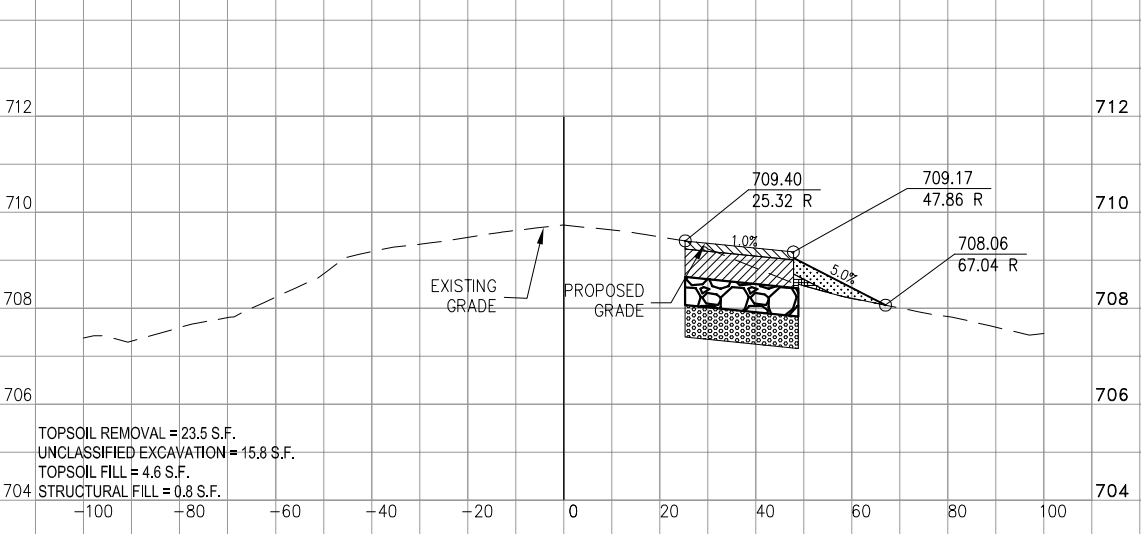 712
712
709.40
25.32 R
709.17
47.86 R
710
710
1.0%
708.06
67.04 R
5.0%
EXISTING
GRADE
PROPOSED
GRADE
708
708
706
706
TOPSOIL REMOVAL = 23.5 S.F.
UNCLASSIFIED EXCAVATION = 15.8 S.F.
TOPSOIL FILL = 4.6 S.F.
STRUCTURAL FILL = 0.8 S.F.
704
704
-100 -80 -60 -40 -20 0 20 40 60 80 100